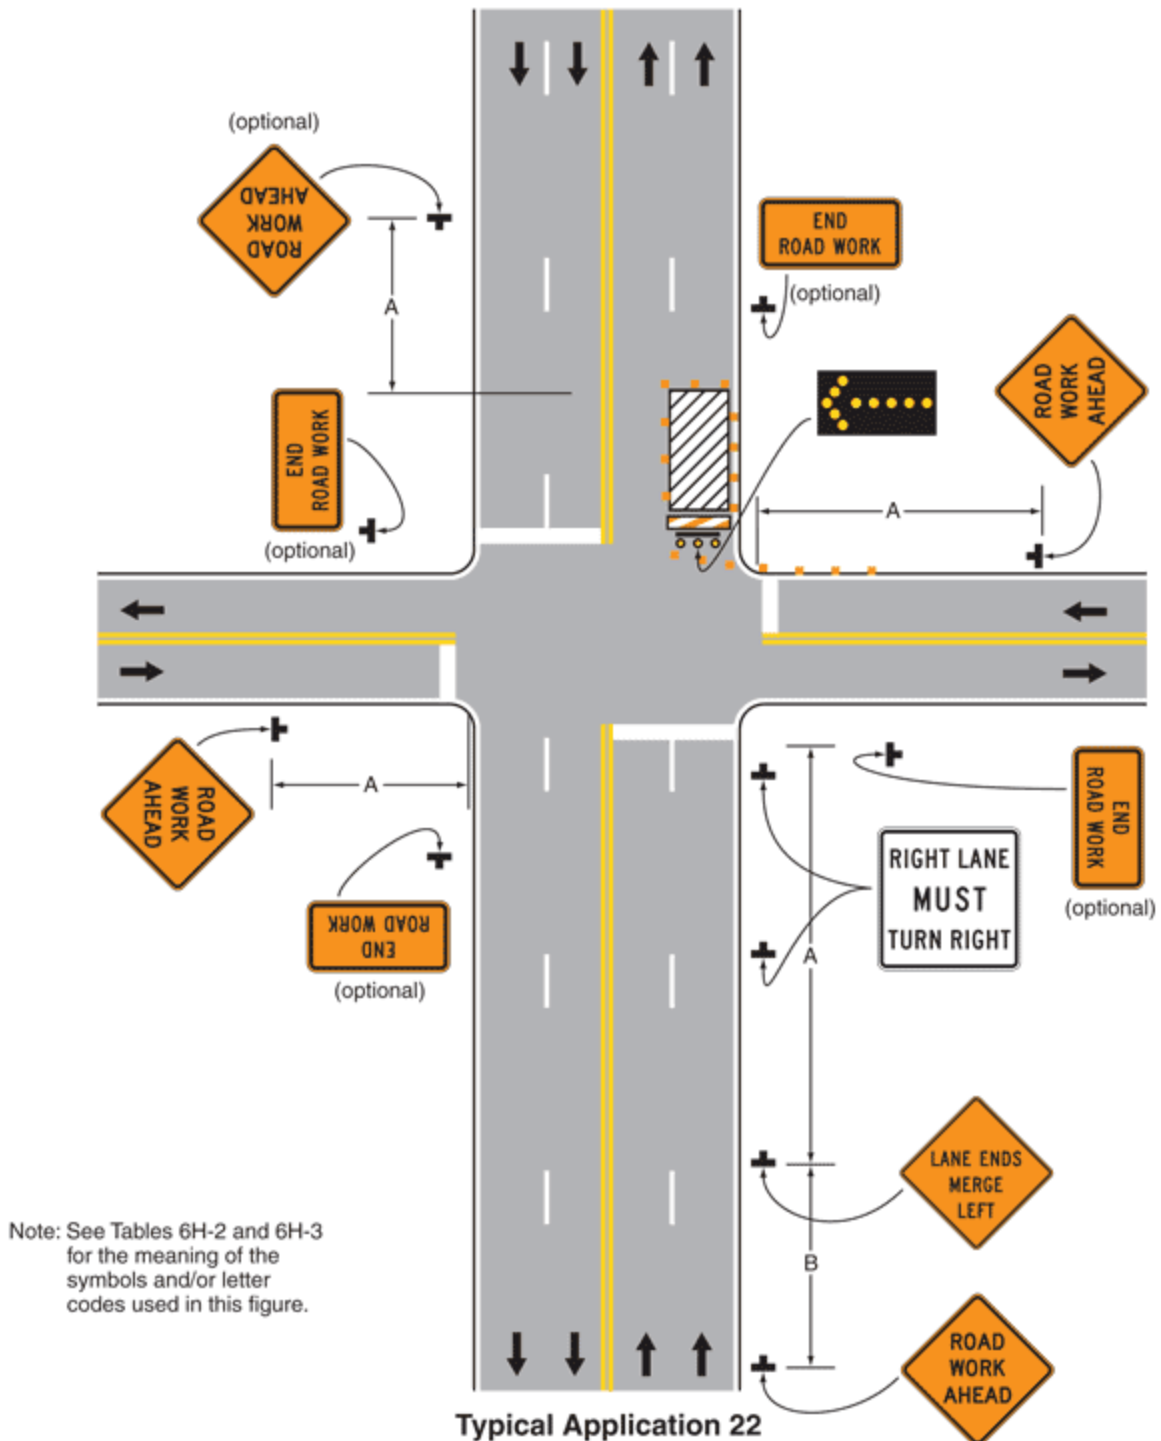 (optional)
ROAD
WORK
AHEAD
A
END
ROAD WORK
(optional)
END
ROAD WORK
(optional)
ROAD
WORK
AHEAD
A
ROAD
WORK
AHEAD
A
END
ROAD WORK
(optional)
END
ROAD WORK
(optional)
RIGHT LANE
MUST
TURN RIGHT
A
LANE ENDS
MERGE
LEFT
B
ROAD
WORK
AHEAD
Note: See Tables 6H-2 and 6H-3
for the meaning of the
symbols and/or letter
codes used in this figure.
Typical Application 22